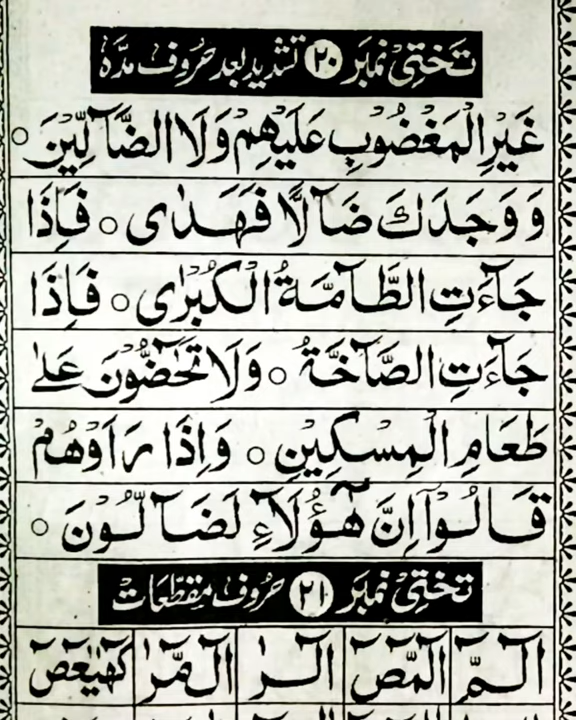 تختی نمبر ۲۰ تشدید بعد حروف مدہ
غَيْرِ الْمَغْضُوْبِ عَلَيْهِمْ وَلَا الضَّآلِّيْنَ ○
وَ وَجَدَكَ ضَآلًّا فَهَدٰى ○ فَاِذَا
جَآءَتِ الطَّآمَّةُ الْكُبْرٰى ○ فَاِذَا
جَآءَتِ الصَّآخَّةُ ○ وَلَا تَحٰٓضُّوْنَ عَلٰى
طَعَامِ الْمِسْكِيْنِ ○ وَاِذَا رَاَوْهُمْ
قَالُوْٓا اِنَّ هٰٓؤُلَآءِ لَضَآلُّوْنَ ○
تختی نمبر ۲۱ حروف مقطعات
الٓمّٓ الٓمّٓصٓ الٓرٰ الٓمّٓرٰ كٓهٰيٰعٓصٓ